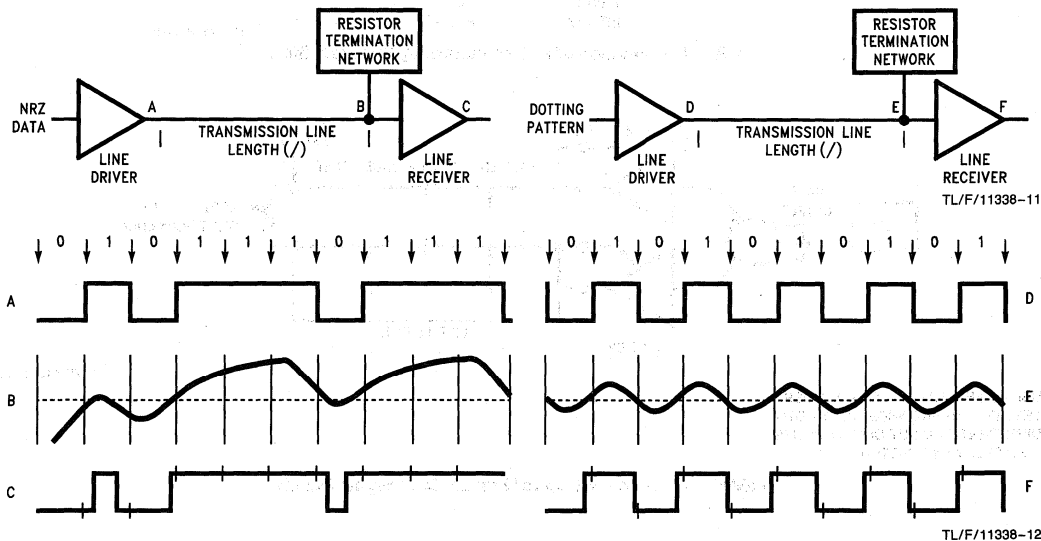 RESISTOR
TERMINATION
NETWORK
RESISTOR
TERMINATION
NETWORK
NRZ
DATA
A
B
C
TRANSMISSION LINE
LENGTH (/)
LINE
DRIVER
LINE
RECEIVER
DOTTING
PATTERN
D
E
F
TRANSMISSION LINE
LENGTH (/)
LINE
DRIVER
LINE
RECEIVER
TL/F/11338-11
0 1 0 1 1 1 0 1 1 1
0 1 0 1 0 1 0 1 0 1
A
D
B
E
C
F
TL/F/11338-12